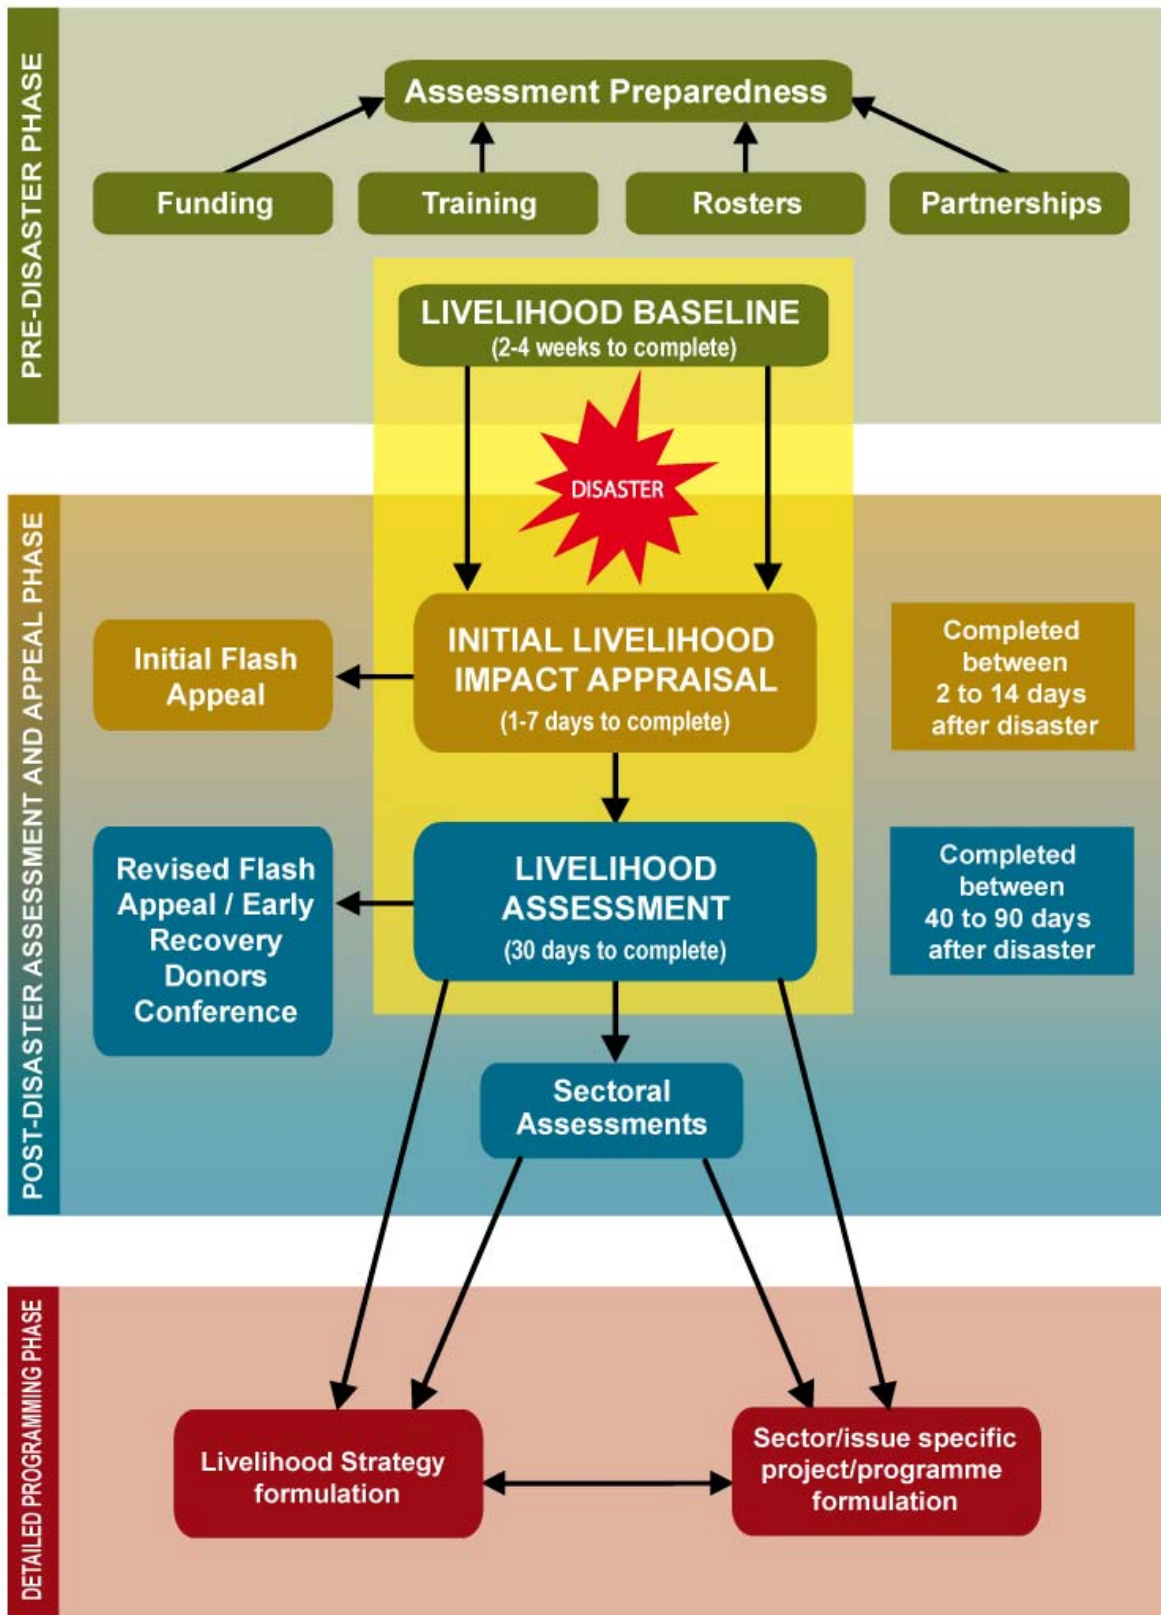 PRE-DISASTER PHASE
Assessment Preparedness
Funding
Training
Rosters
Partnerships
LIVELIHOOD BASELINE
(2-4 weeks to complete)
DISASTER
POST-DISASTER ASSESSMENT AND APPEAL PHASE
Initial Flash
Appeal
INITIAL LIVELIHOOD
IMPACT APPRAISAL
(1-7 days to complete)
Completed
between
2 to 14 days
after disaster
Revised Flash
Appeal / Early
Recovery
Donors
Conference
LIVELIHOOD
ASSESSMENT
(30 days to complete)
Completed
between
40 to 90 days
after disaster
Sectoral
Assessments
DETAILED PROGRAMMING PHASE
Livelihood Strategy
formulation
Sector/issue specific
project/programme
formulation